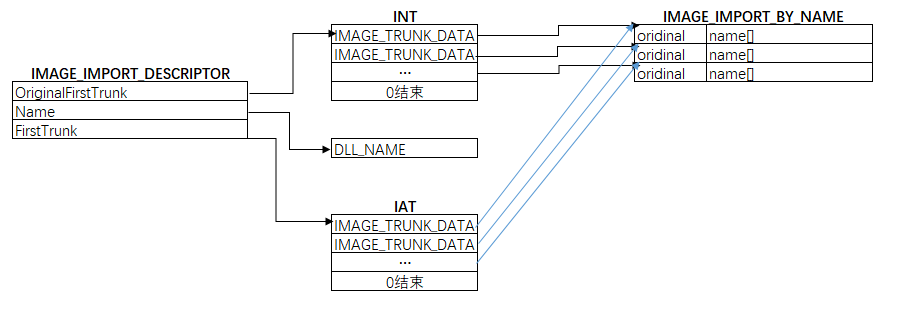 IMAGE_IMPORT_DESCRIPTOR
OriginalFirstTrunk
Name
FirstTrunk
INT
IMAGE_TRUNK_DATA
IMAGE_TRUNK_DATA
...
0结束
DLL_NAME
IAT
IMAGE_TRUNK_DATA
IMAGE_TRUNK_DATA
...
0结束
IMAGE_IMPORT_BY_NAME
oridinal name[]
oridinal name[]
oridinal name[]